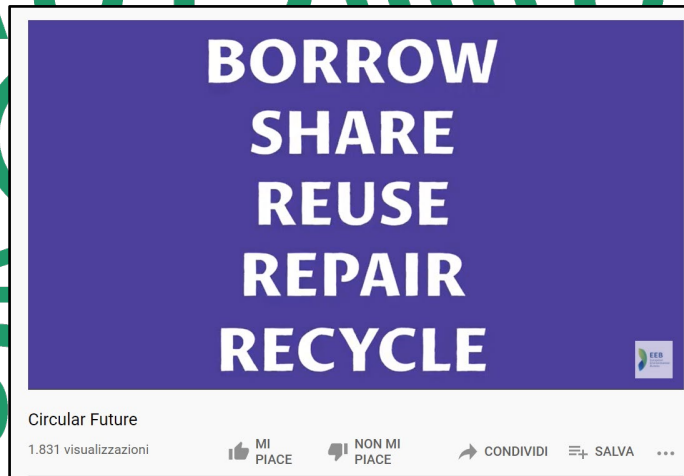 BORROW
SHARE
REUSE
REPAIR
RECYCLE
EEB
Circular Future
1.831 visualizzazioni
MI PIACE
NON MI PIACE
CONDIVIDI
SALVA